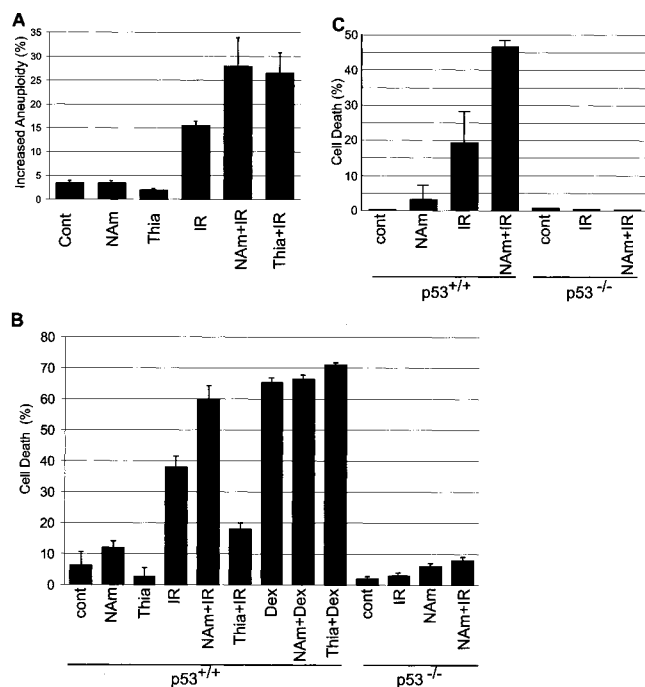 A
Increased Aneuploidy (%)
35
30
25
20
15
10
5
0
Cont
NAm
Thia
IR
NAm+IR
Thia+IR
C
Cell Death (%)
50
40
30
20
10
0
cont
NAm
IR
NAm+IR
cont
IR
NAm+IR
p53+/+
p53 -/-
B
Cell Death (%)
80
70
60
50
40
30
20
10
0
cont
NAm
Thia
IR
NAm+IR
Thia+IR
Dex
NAm+Dex
Thia+Dex
cont
IR
NAm
NAm+IR
p53+/+
p53 -/-